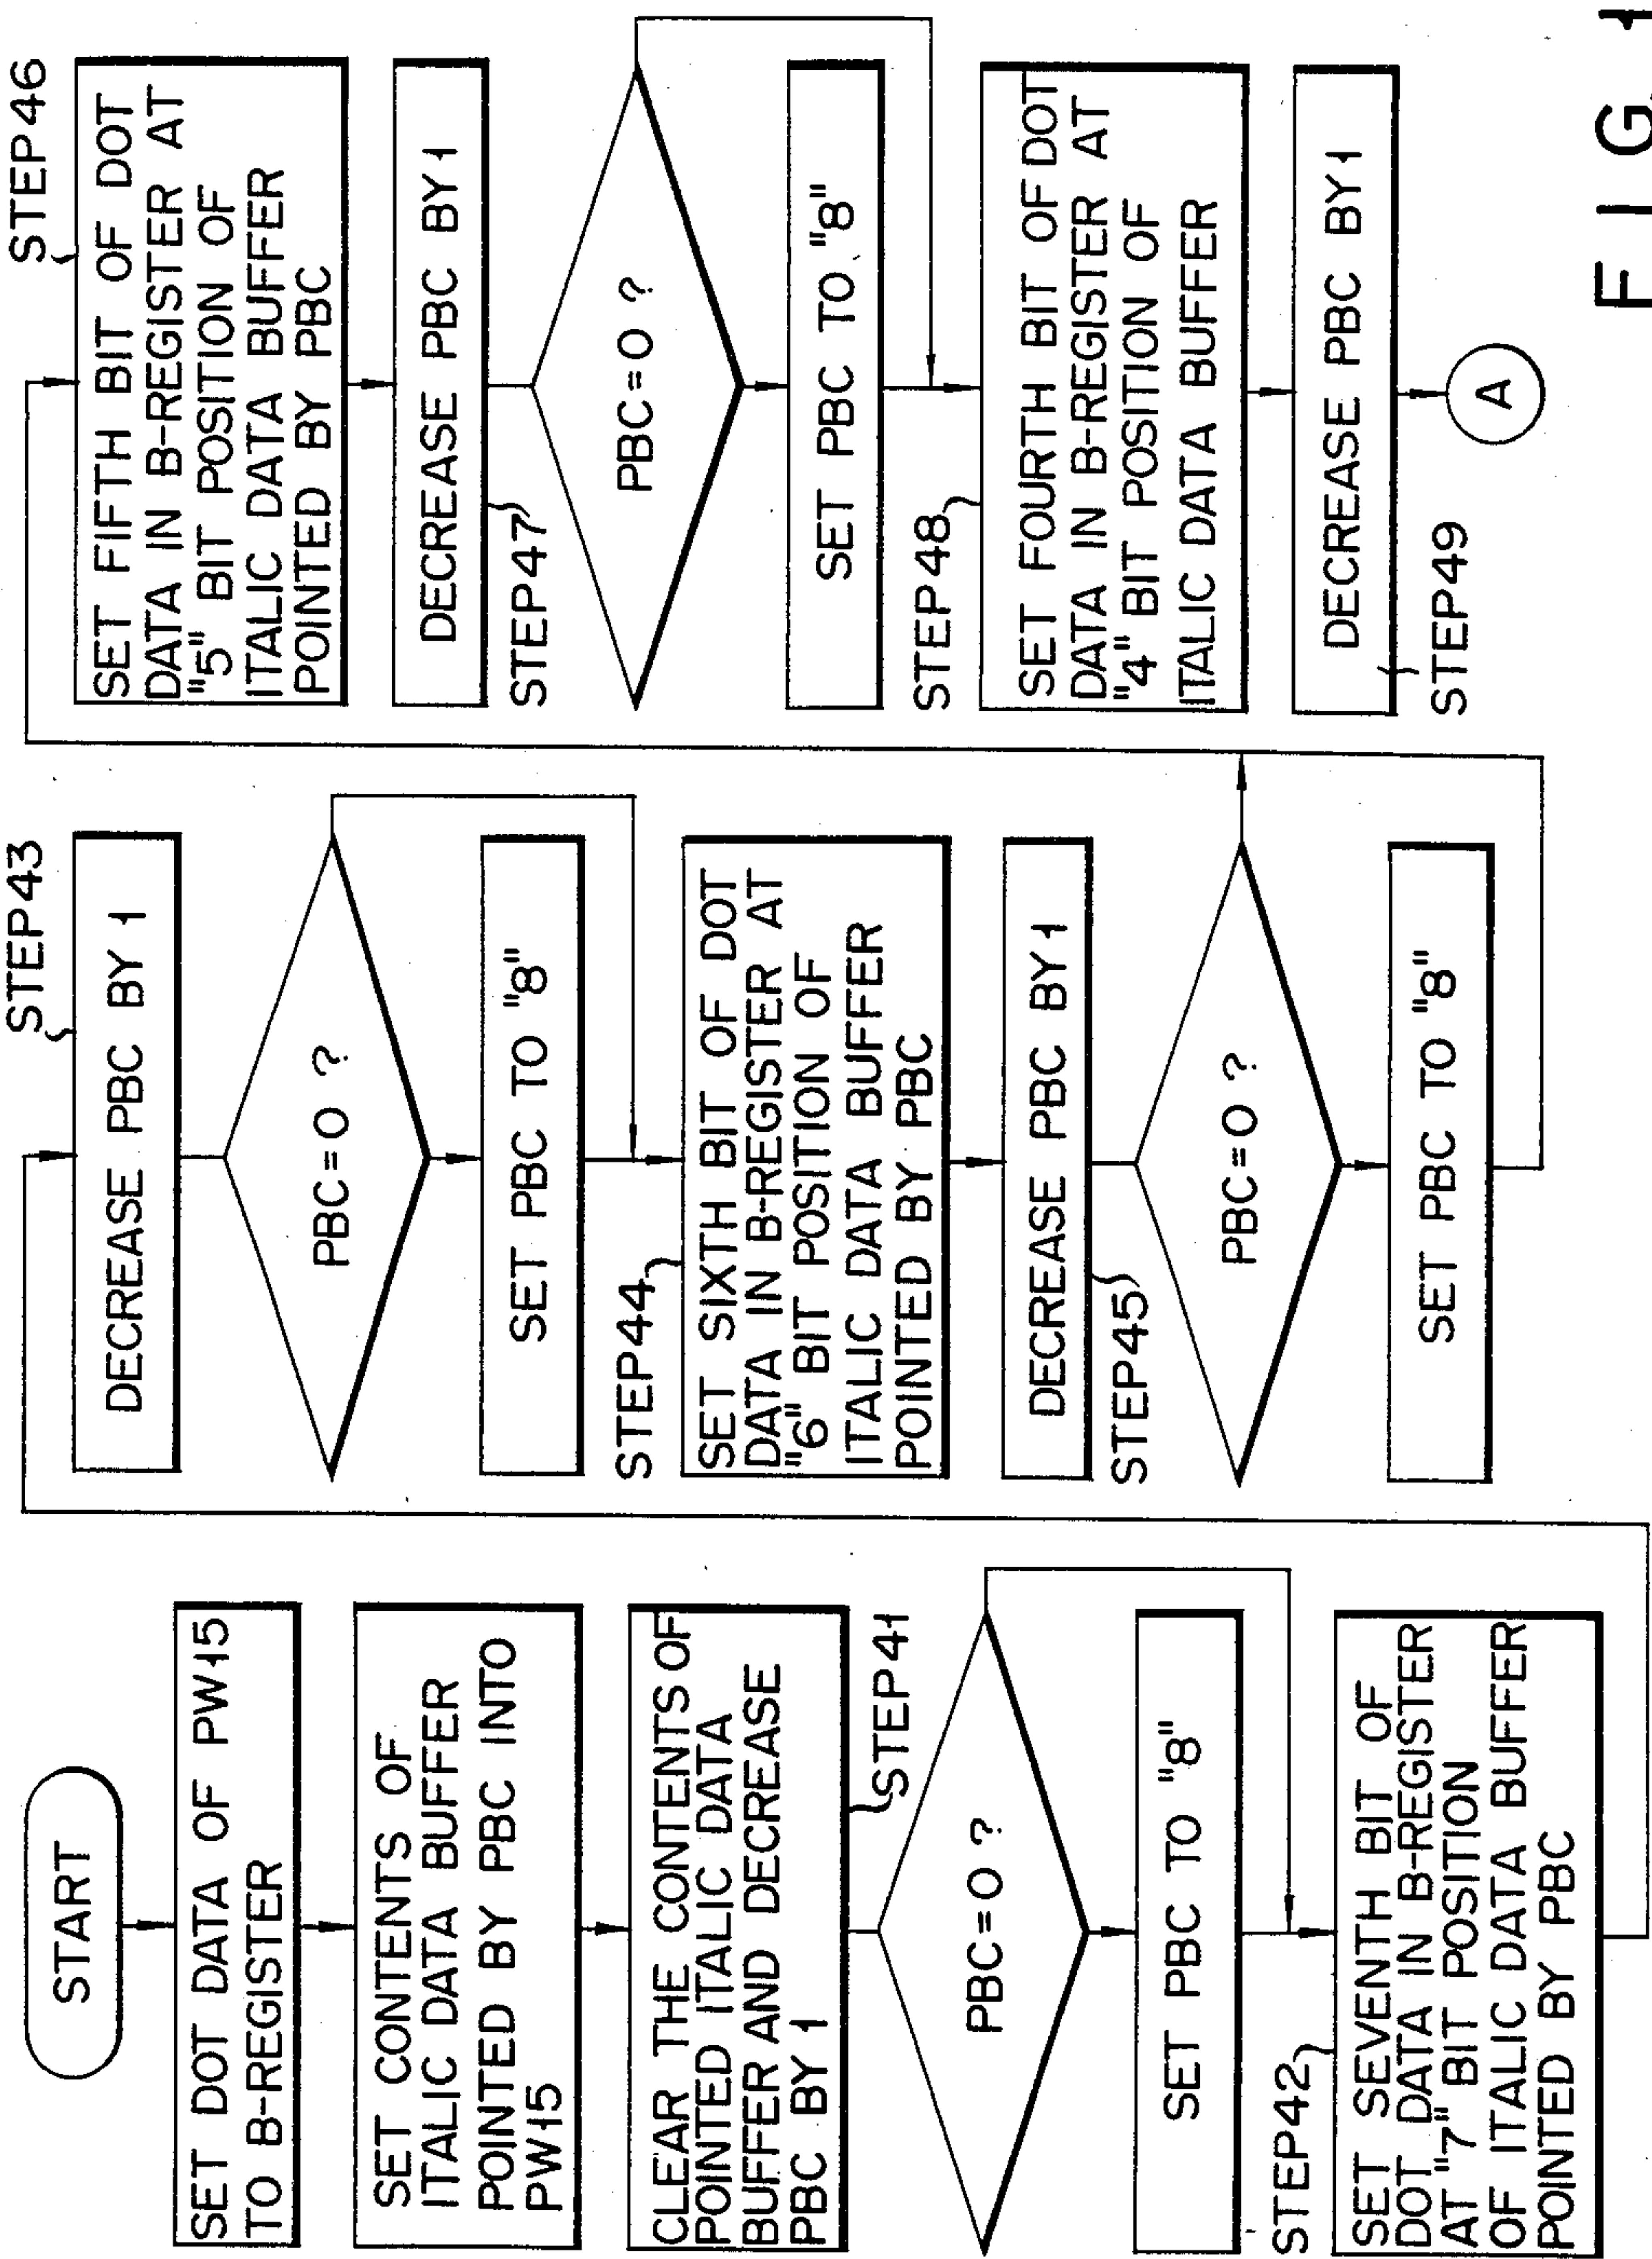 START
SET DOT DATA OF PW15
TO B-REGISTER
SET CONTENTS OF
ITALIC DATA BUFFER
POINTED BY PBC INTO
PW15
CLEAR THE CONTENTS OF
POINTED ITALIC DATA
BUFFER AND DECREASE
PBC BY 1
STEP41
PBC=0 ?
SET PBC TO "8"
STEP42
SET SEVENTH BIT OF
DOT DATA IN B-REGISTER
AT "7" BIT POSITION
OF ITALIC DATA BUFFER
POINTED BY PBC
STEP43
DECREASE PBC BY 1
PBC=0 ?
SET PBC TO "8"
STEP44
SET SIXTH BIT OF DOT
DATA IN B-REGISTER AT
"6" BIT POSITION OF
ITALIC DATA BUFFER
POINTED BY PBC
DECREASE PBC BY 1
STEP45
PBC=0 ?
SET PBC TO "8"
STEP46
SET FIFTH BIT OF DOT
DATA IN B-REGISTER AT
"5" BIT POSITION OF
ITALIC DATA BUFFER
POINTED BY PBC
DECREASE PBC BY 1
STEP47
PBC=0 ?
SET PBC TO "8"
STEP48
SET FOURTH BIT OF DOT
DATA IN B-REGISTER AT
"4" BIT POSITION OF
ITALIC DATA BUFFER
DECREASE PBC BY 1
STEP49
A
FIG.